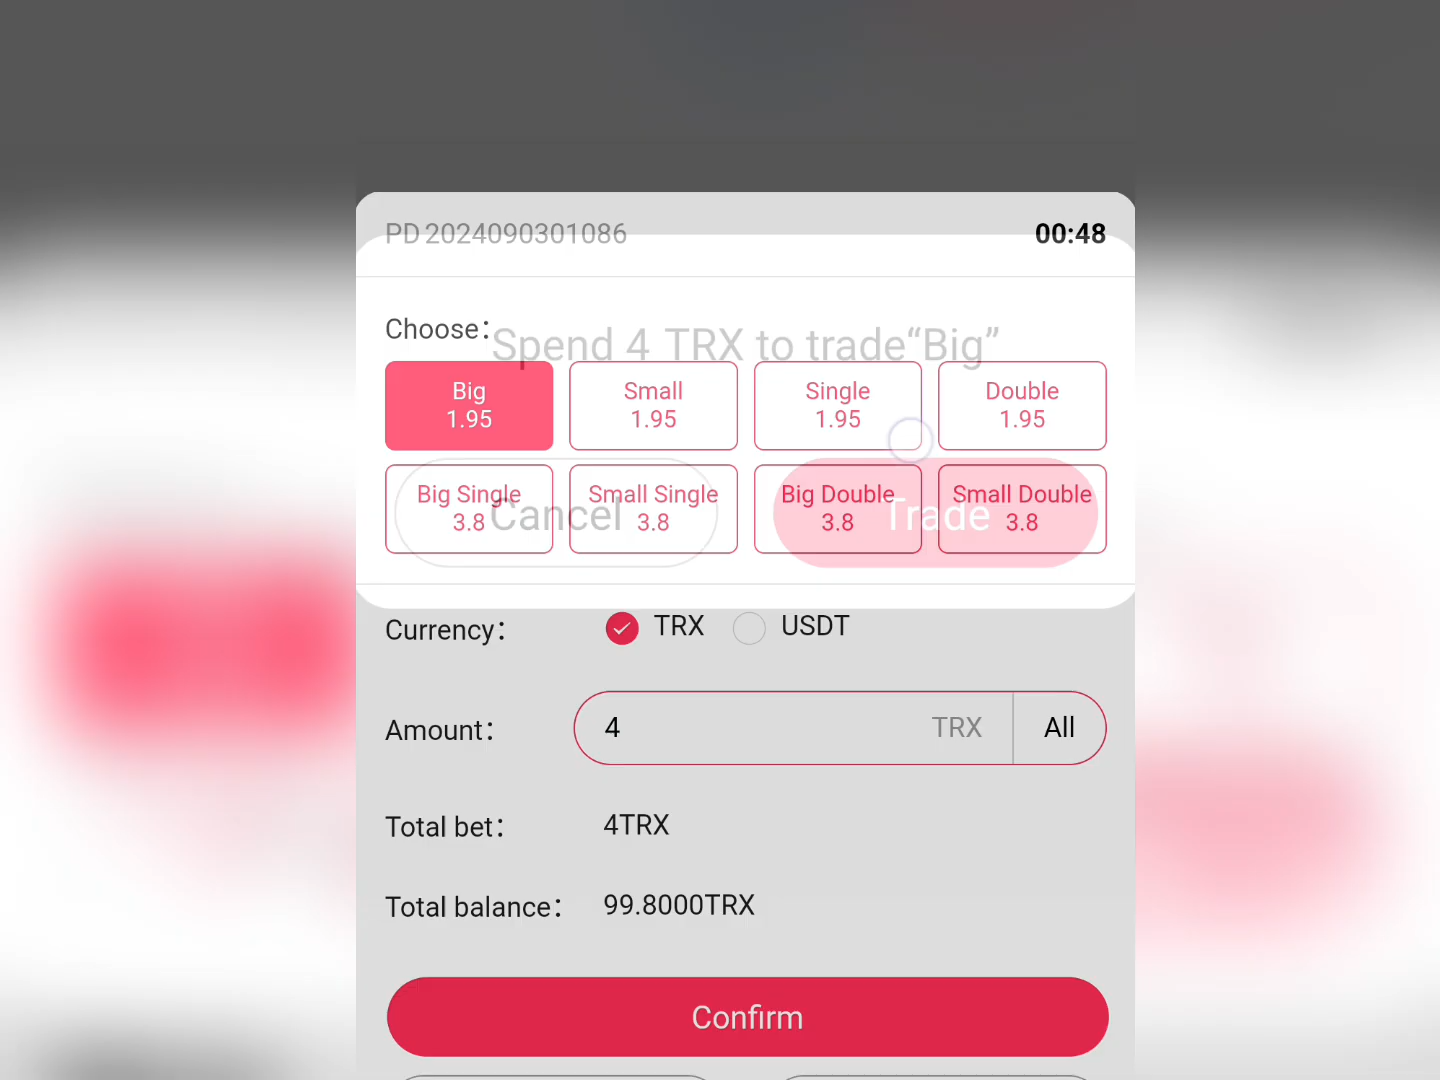 PD 2024090301086 00:48
Choose：
Spend 4 TRX to trade“Big”
Big Small Single Double
1.95 1.95 1.95 1.95
Big Single Small Single Big Double Small Double
3.8 3.8 3.8 3.8
Cancel Trade
Currency： TRX USDT
Amount： 4 TRX All
Total bet： 4TRX
Total balance： 99.8000TRX
Confirm